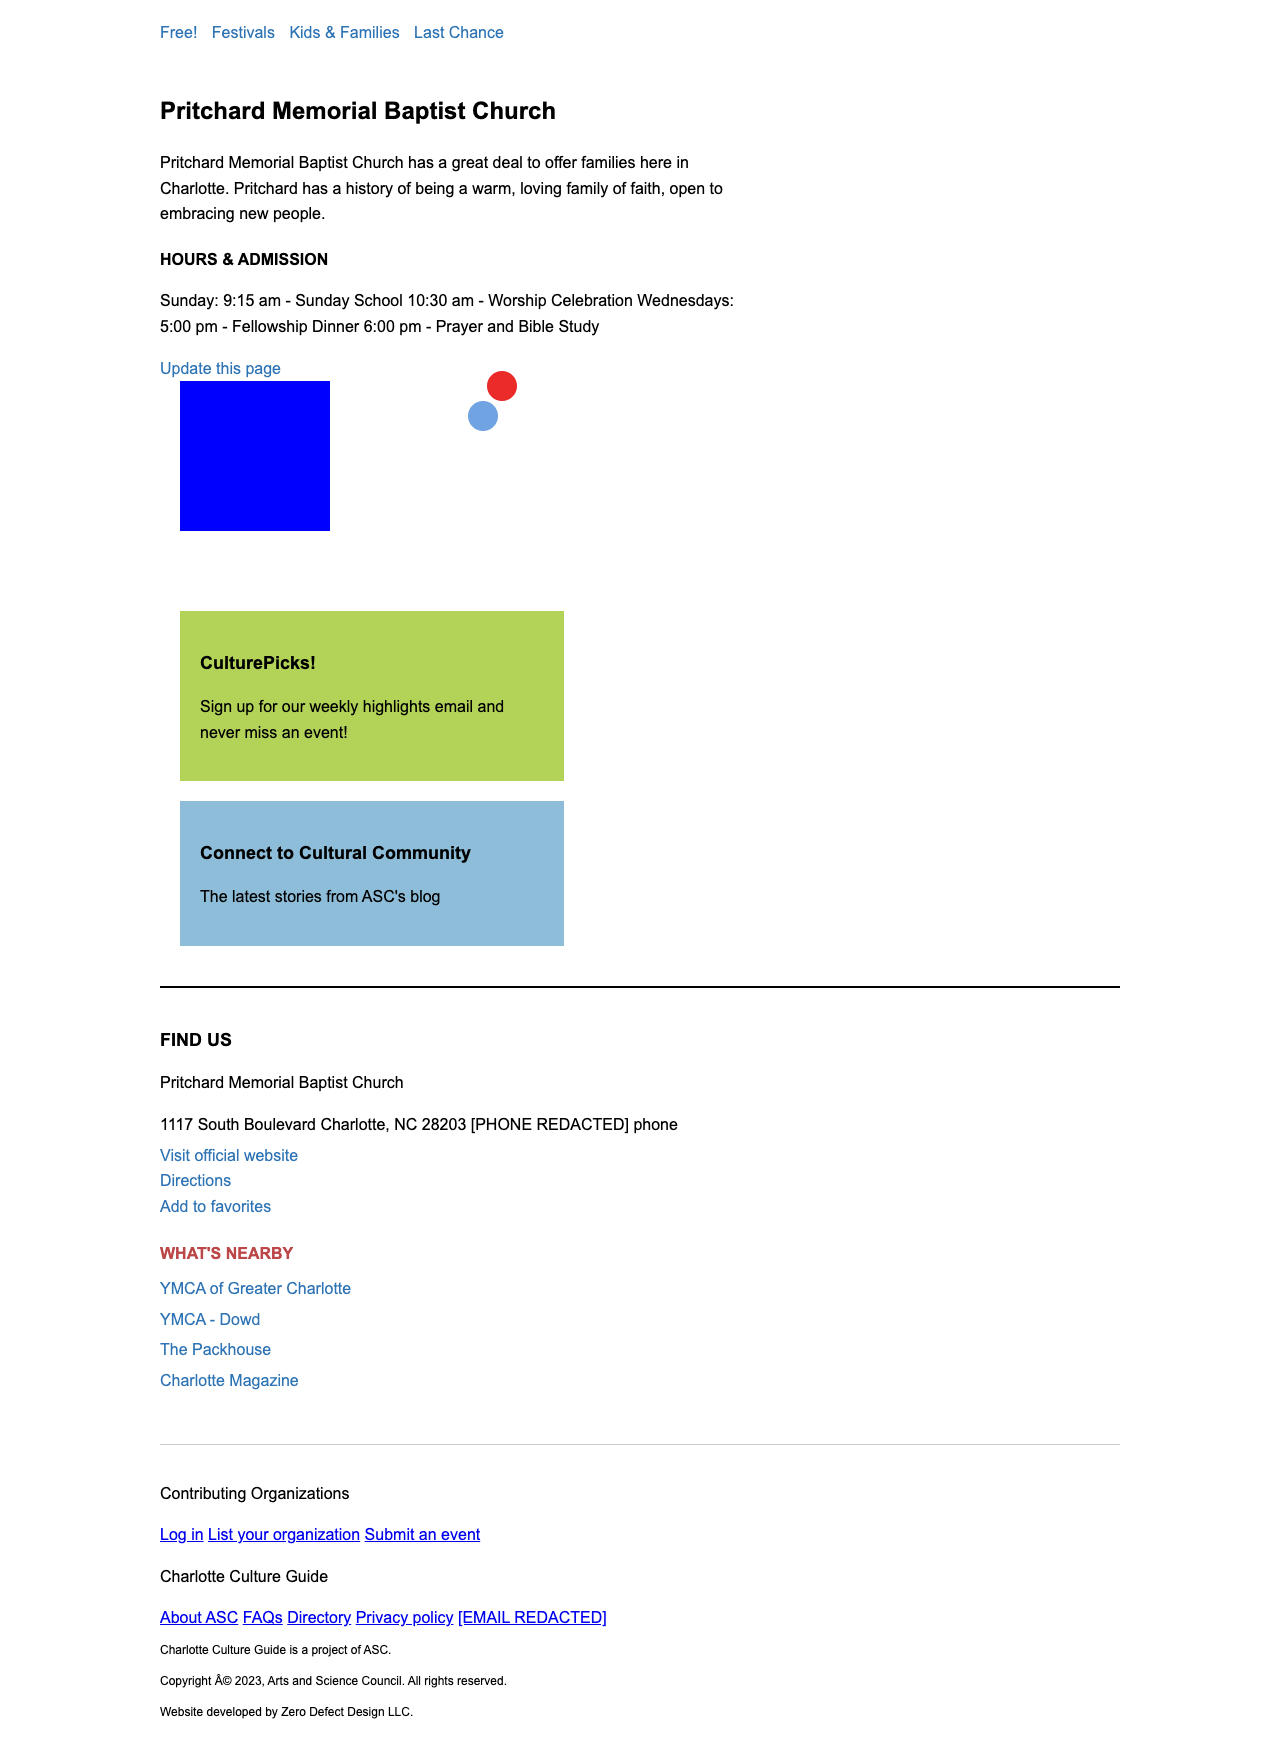 Free! Festivals Kids & Families Last Chance
Pritchard Memorial Baptist Church
Pritchard Memorial Baptist Church has a great deal to offer families here in
Charlotte. Pritchard has a history of being a warm, loving family of faith, open to
embracing new people.
HOURS & ADMISSION
Sunday: 9:15 am - Sunday School 10:30 am - Worship Celebration Wednesdays:
5:00 pm - Fellowship Dinner 6:00 pm - Prayer and Bible Study
Update this page
CulturePicks!
Sign up for our weekly highlights email and
never miss an event!
Connect to Cultural Community
The latest stories from ASC's blog
FIND US
Pritchard Memorial Baptist Church
1117 South Boulevard Charlotte, NC 28203 [PHONE REDACTED] phone
Visit official website
Directions
Add to favorites
WHAT'S NEARBY
YMCA of Greater Charlotte
YMCA - Dowd
The Packhouse
Charlotte Magazine
Contributing Organizations
Log in List your organization Submit an event
Charlotte Culture Guide
About ASC FAQs Directory Privacy policy [EMAIL REDACTED]
Charlotte Culture Guide is a project of ASC.
Copyright Â© 2023, Arts and Science Council. All rights reserved.
Website developed by Zero Defect Design LLC.